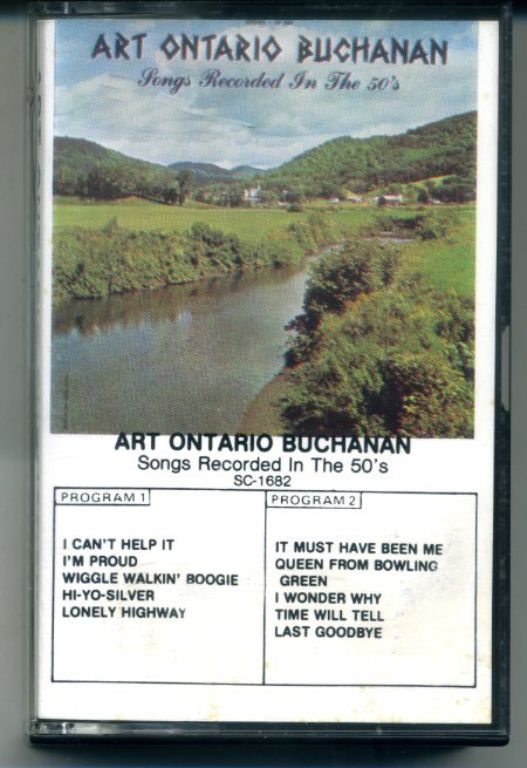 ART ONTARIO BUCHANAN
Songs Recorded In The 50's
ART ONTARIO BUCHANAN
Songs Recorded In The 50's
SC-1682
PROGRAM 1
I CAN'T HELP IT
I'M PROUD
WIGGLE WALKIN' BOOGIE
HI-YO-SILVER
LONELY HIGHWAY
PROGRAM 2
IT MUST HAVE BEEN ME
QUEEN FROM BOWLING
GREEN
I WONDER WHY
TIME WILL TELL
LAST GOODBYE